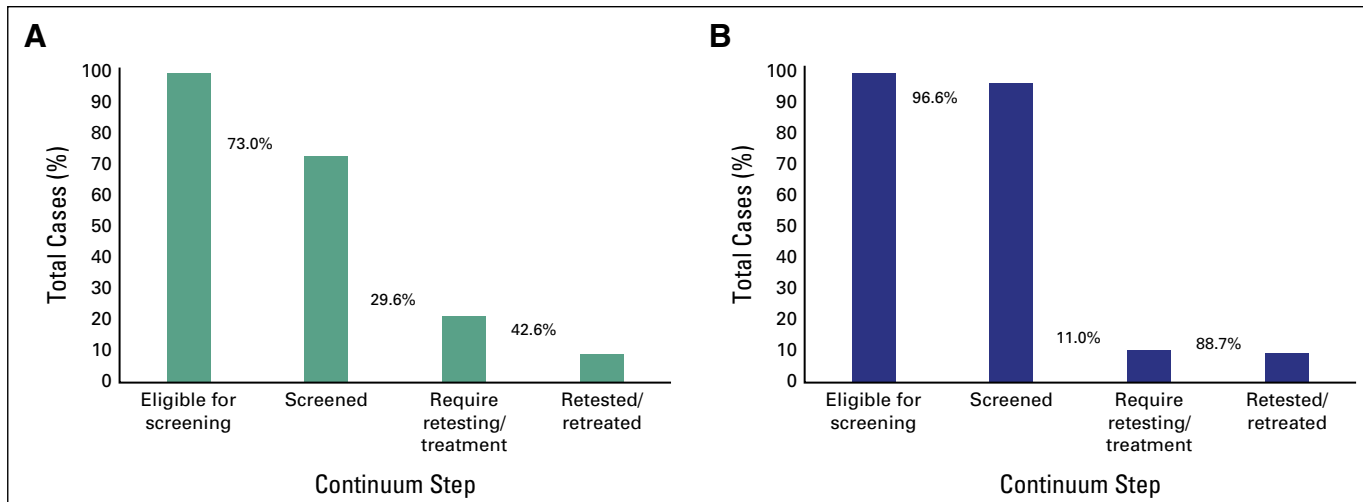 A
Total Cases (%)
100
90
80
70
60
50
40
30
20
10
0
73.0%
29.6%
42.6%
Eligible for
screening
Screened
Require
retesting/
treatment
Retested/
retreated
Continuum Step
B
Total Cases (%)
100
90
80
70
60
50
40
30
20
10
0
96.6%
11.0%
88.7%
Eligible for
screening
Screened
Require
retesting/
treatment
Retested/
retreated
Continuum Step